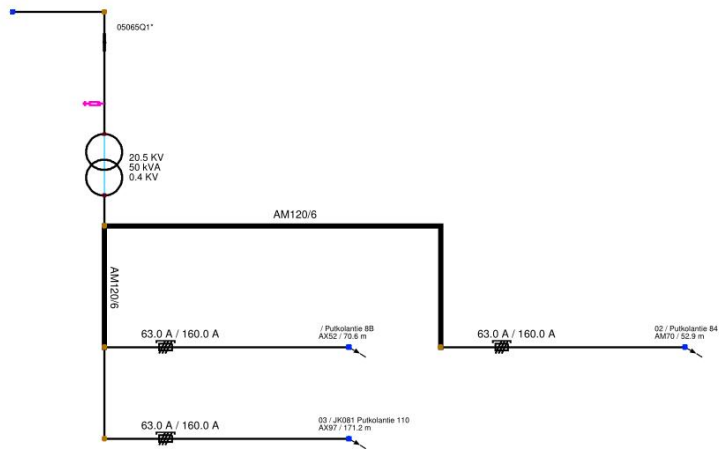 05065Q1*
20.5 KV
50 kVA
0.4 KV
AM120/6
AM120/6
63.0 A / 160.0 A
/ Putkolantie 8B
AX52 / 70.6 m
63.0 A / 160.0 A
02 / Putkolantie 84
AM70 / 52.9 m
63.0 A / 160.0 A
03 / JK081 Putkolantie 110
AX97 / 171.2 m